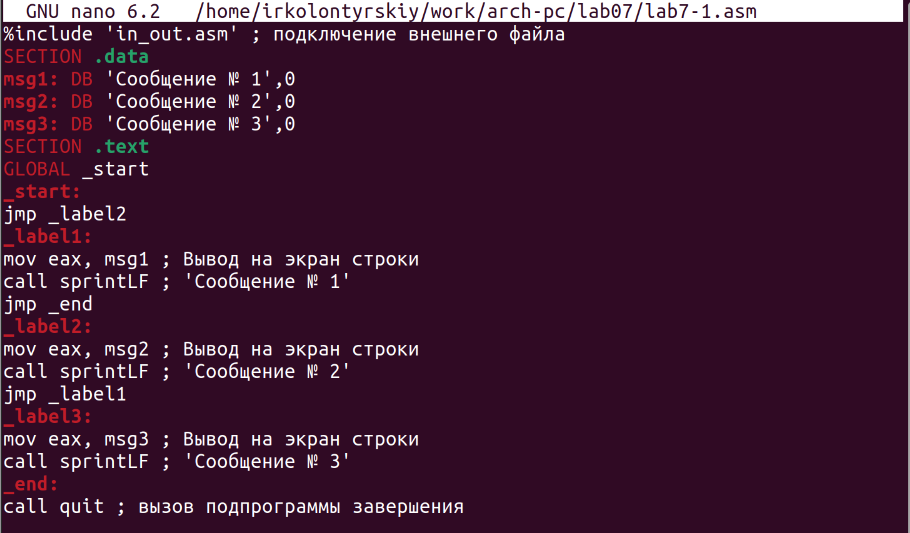 GNU nano 6.2 /home/irkolontyrskiy/work/arch-pc/lab07/lab7-1.asm
%include 'in_out.asm' ; подключение внешнего файла
SECTION .data
msg1: DB 'Сообщение № 1',0
msg2: DB 'Сообщение № 2',0
msg3: DB 'Сообщение № 3',0
SECTION .text
GLOBAL _start
_start:
jmp _label2
_label1:
mov eax, msg1 ; Вывод на экран строки
call sprintLF ; 'Сообщение № 1'
jmp _end
_label2:
mov eax, msg2 ; Вывод на экран строки
call sprintLF ; 'Сообщение № 2'
jmp _label1
_label3:
mov eax, msg3 ; Вывод на экран строки
call sprintLF ; 'Сообщение № 3'
_end:
call quit ; вызов подпрограммы завершения